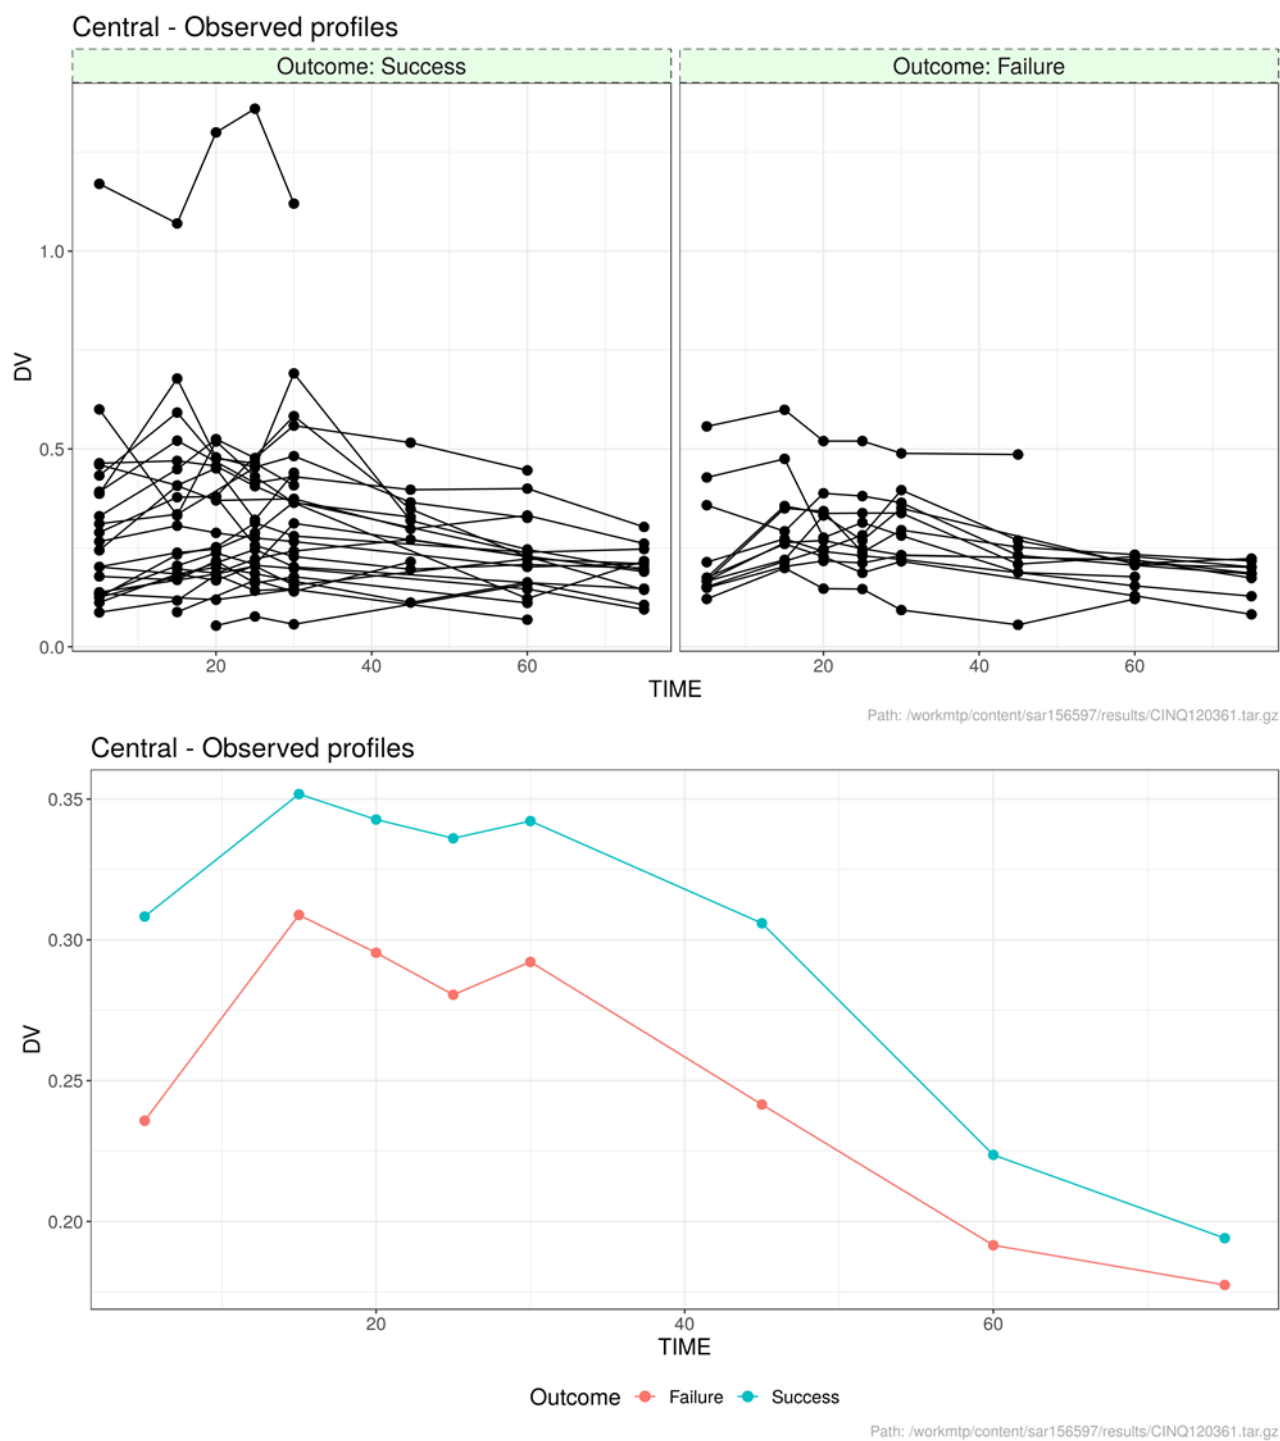 Central - Observed profiles
Outcome: Success
Outcome: Failure
1.0
0.5
0.0
DV
20 40 60
20 40 60
TIME
TIME
Path: /workmtp/content/sar156597/results/CINQ120361.tar.gz
Central - Observed profiles
0.35
0.30
0.25
0.20
DV
20 40 60
TIME
Outcome Failure Success
Path: /workmtp/content/sar156597/results/CINQ120361.tar.gz